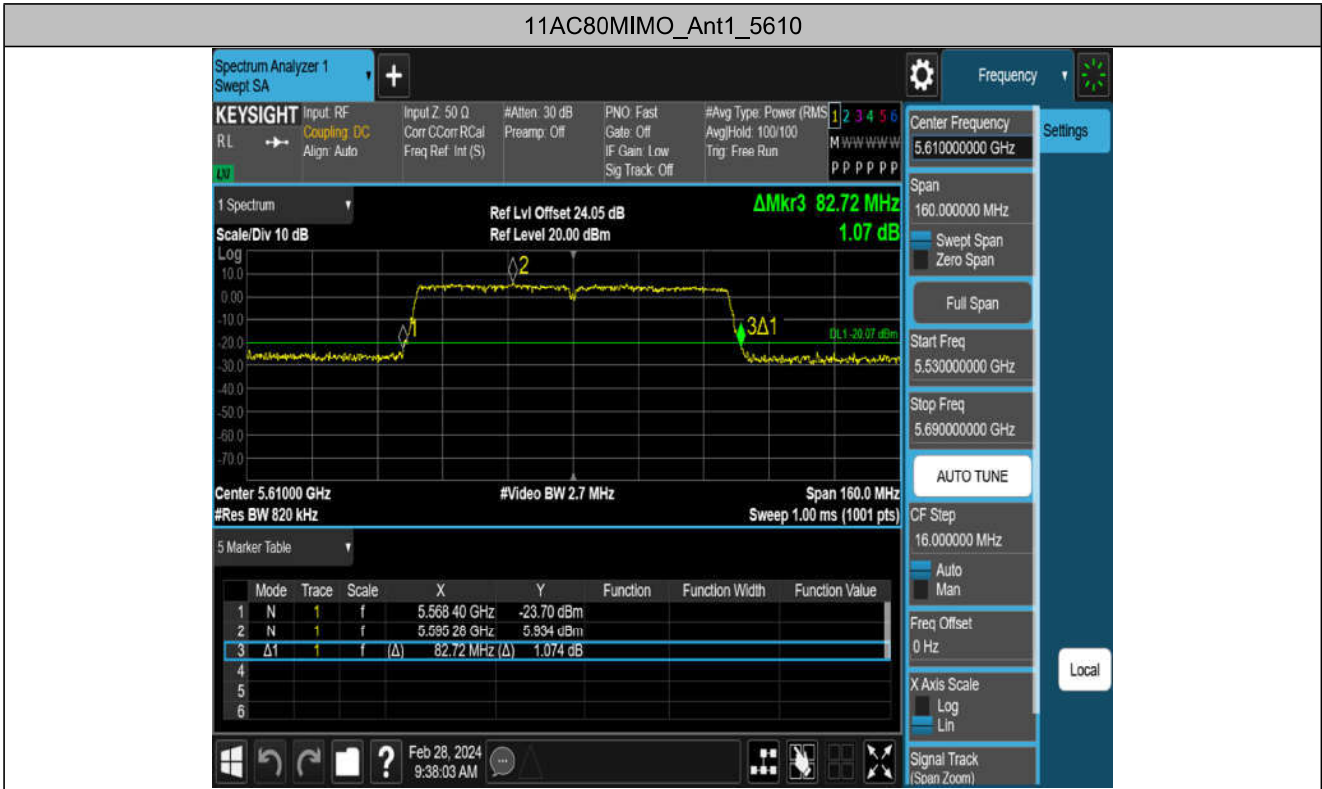 11AC80MIMO_Ant1_5610
Spectrum Analyzer 1
Swept SA
+
Frequency
KEYSIGHT
RL
LXI
Input: RF
Coupling: DC
Align: Auto
Input Z: 50 Ω
Corr CCorr RCal
Freq Ref: Int (S)
#Atten: 30 dB
Preamp: Off
PNO: Fast
Gate: Off
IF Gain: Low
Sig Track: Off
#Avg Type: Power (RMS
Avg|Hold: 100/100
Trig: Free Run
1 2 3 4 5 6
M W W W W W
P P P P P P
1 Spectrum
Scale/Div 10 dB
Ref Lvl Offset 24.05 dB
Ref Level 20.00 dBm
ΔMkr3 82.72 MHz
1.07 dB
Log
10.0
0.00
-10.0
-20.0
-30.0
-40.0
-50.0
-60.0
-70.0
1
2
3Δ1
DL1 -20.07 dBm
Center 5.61000 GHz
#Res BW 820 kHz
#Video BW 2.7 MHz
Span 160.0 MHz
Sweep 1.00 ms (1001 pts)
5 Marker Table
Mode Trace Scale X Y Function Function Width Function Value
1 N 1 f 5.568 40 GHz -23.70 dBm
2 N 1 f 5.595 28 GHz 5.934 dBm
3 Δ1 1 f (Δ) 82.72 MHz (Δ) 1.074 dB
4
5
6
?
Feb 28, 2024
9:38:03 AM
Center Frequency
5.610000000 GHz
Settings
Span
160.000000 MHz
Swept Span
Zero Span
Full Span
Start Freq
5.530000000 GHz
Stop Freq
5.690000000 GHz
AUTO TUNE
CF Step
16.000000 MHz
Auto
Man
Freq Offset
0 Hz
Local
X Axis Scale
Log
Lin
Signal Track
(Span Zoom)